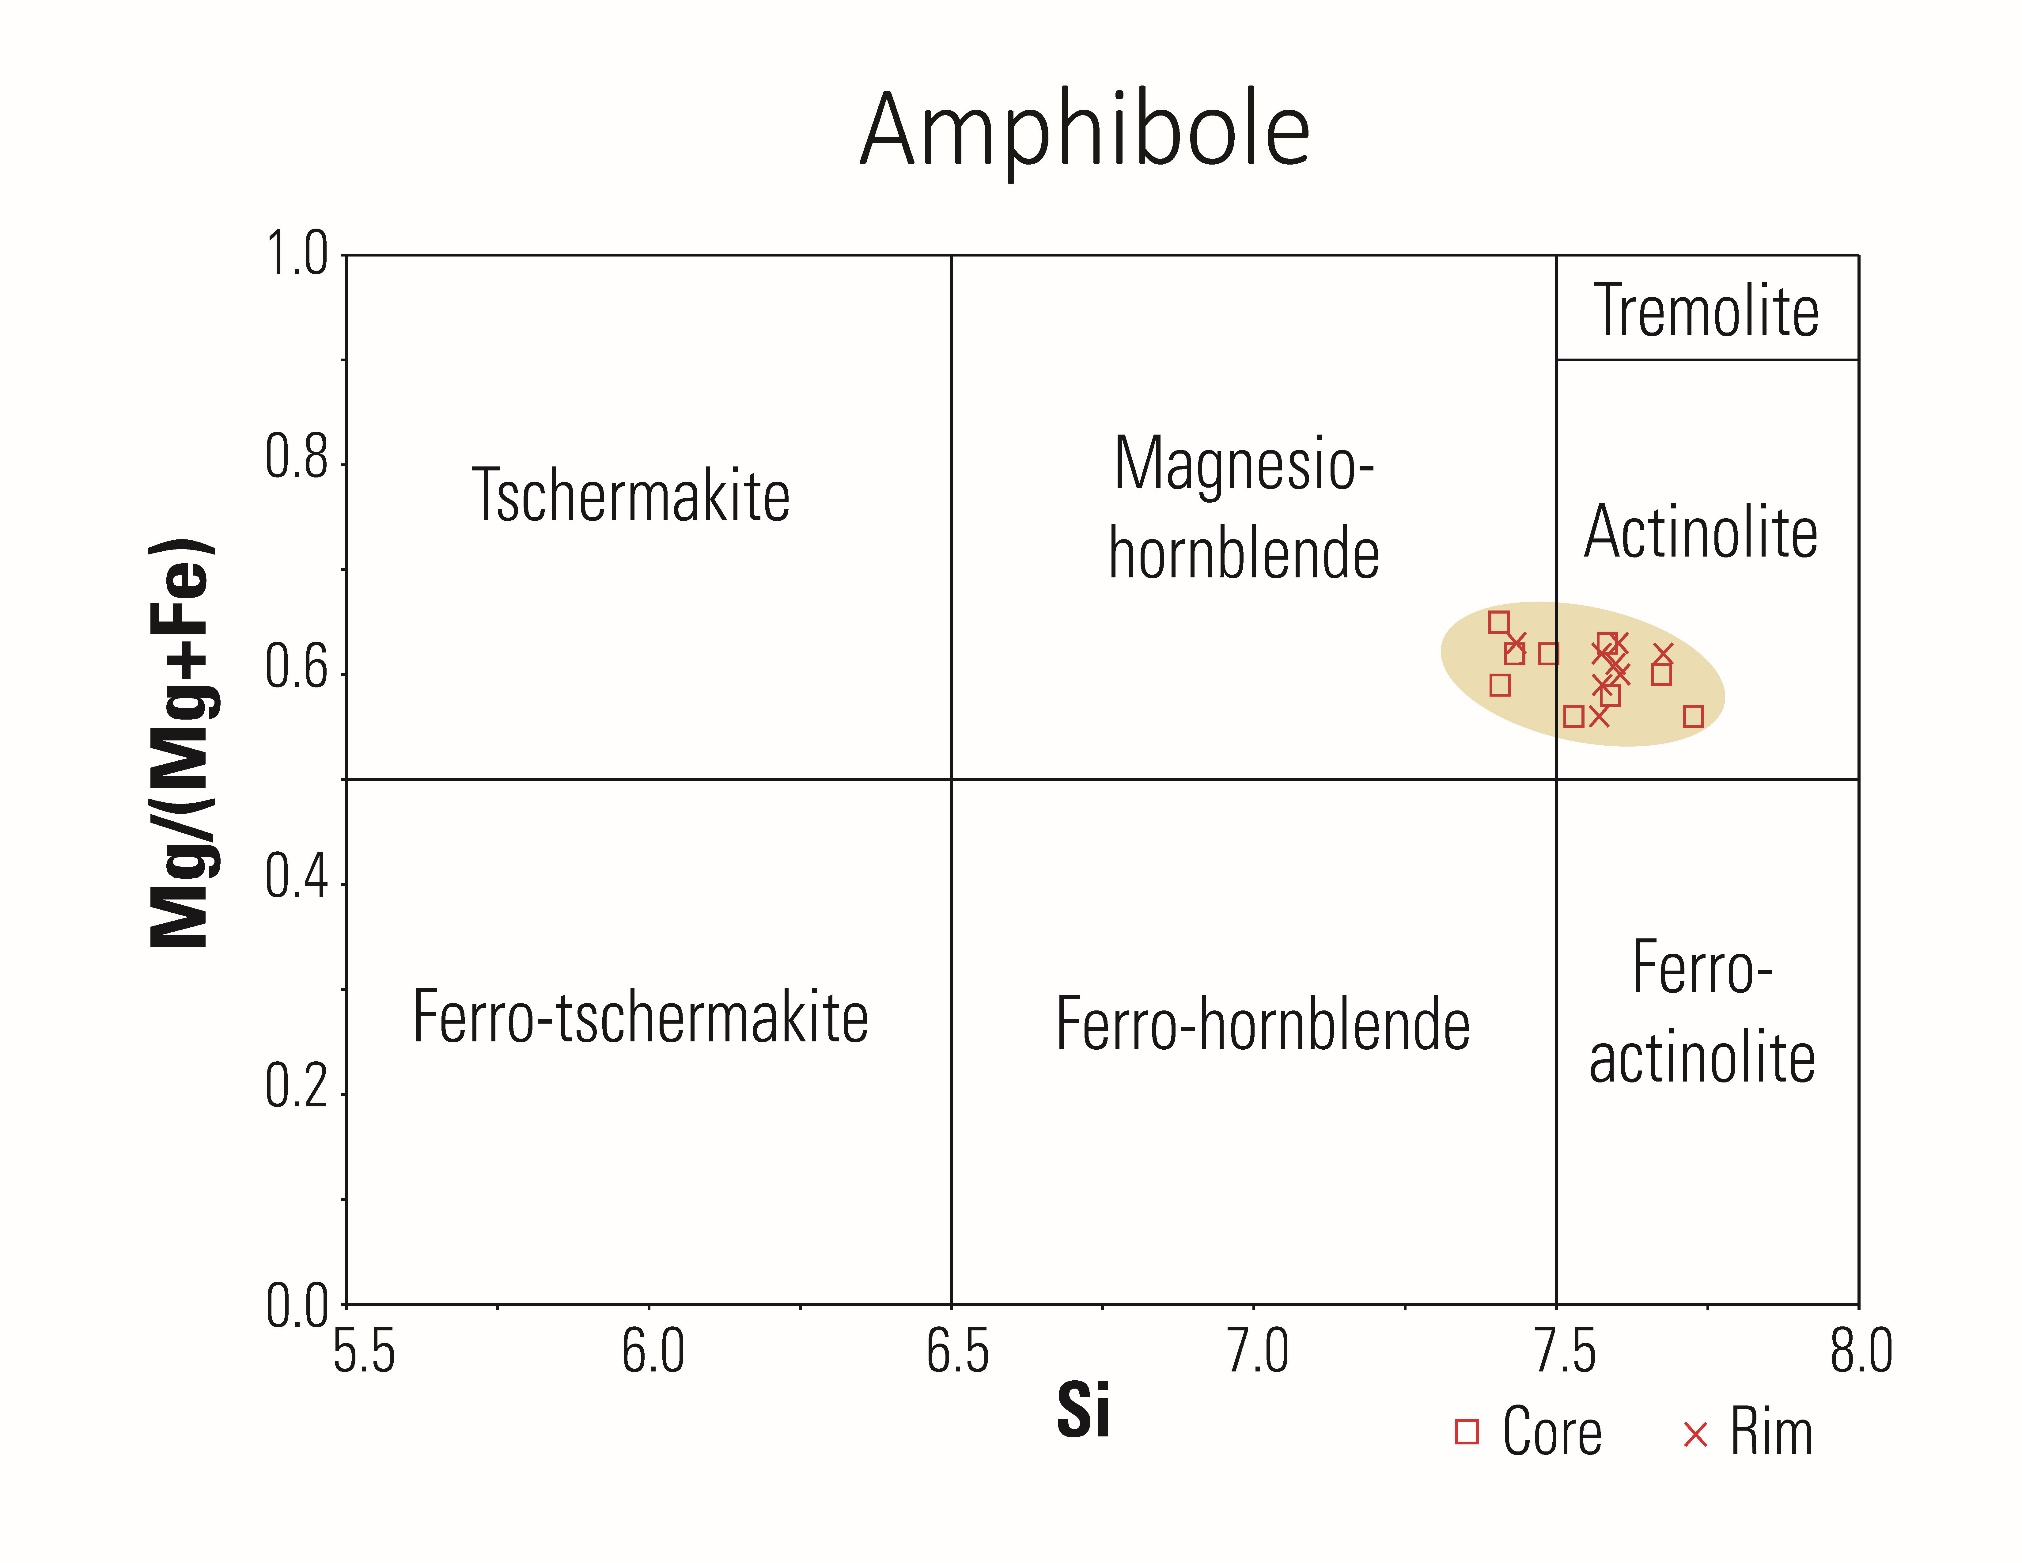 Amphibole
1.0
0.8
0.6
0.4
0.2
0.0
Mg/(Mg+Fe)
Tschermakite
Magnesio-
hornblende
Tremolite
Actinolite
Ferro-tschermakite
Ferro-hornblende
Ferro-
actinolite
5.5 6.0 6.5 7.0 7.5 8.0
Si
Core Rim